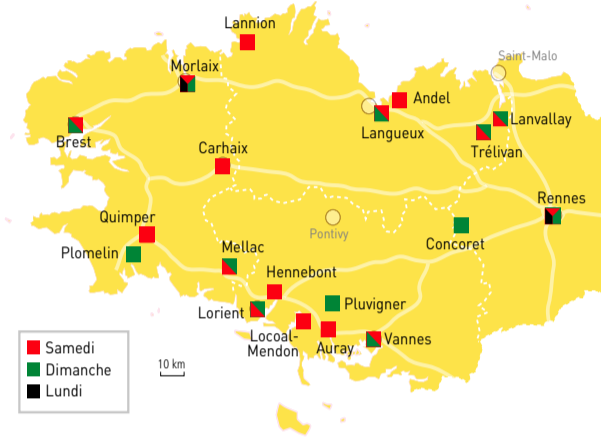 Lannion
Saint-Malo
Morlaix
Andel
Langueux
Lanvallay
Trélivan
Brest
Carhaix
Rennes
Quimper
Pontivy
Concoret
Plomelin
Mellac
Hennebont
Pluvigner
Lorient
Locoal-
Mendon
Auray
Vannes
Samedi
Dimanche
Lundi
10 km